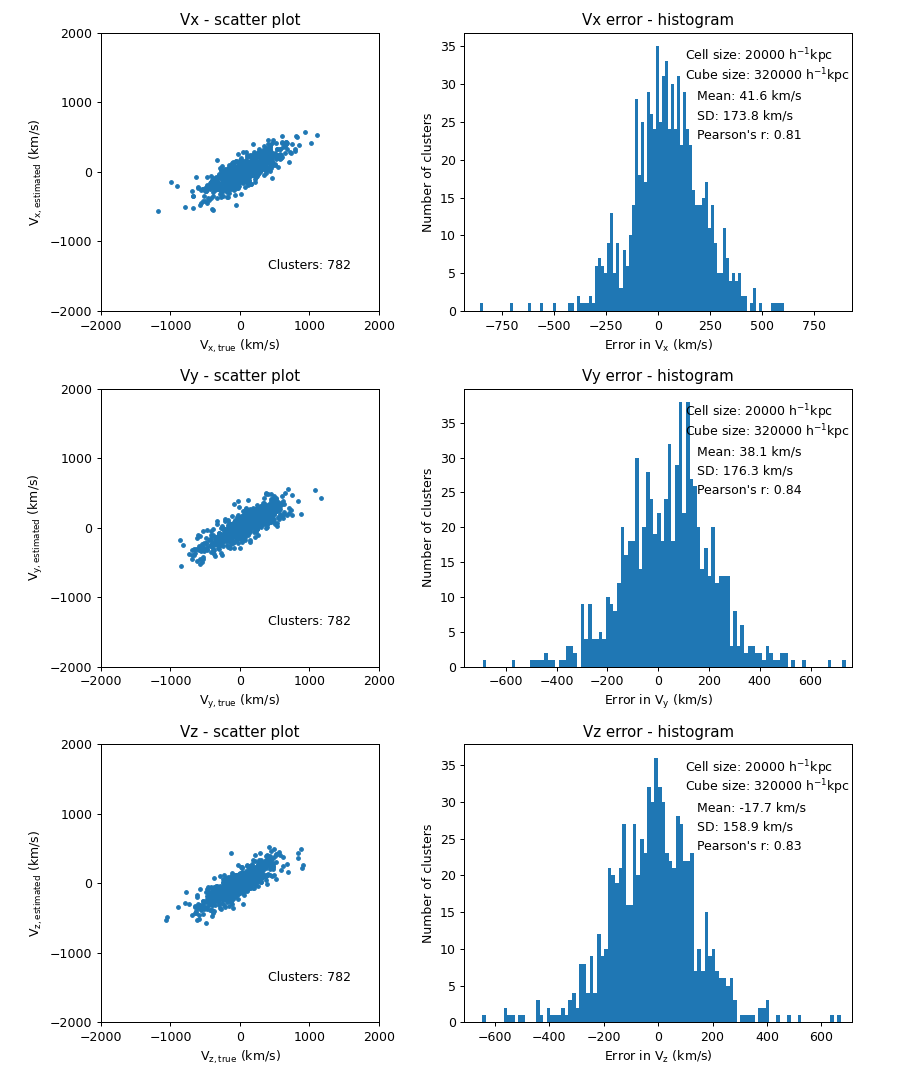 Vx - scatter plot
2000
1000
0
−1000
−2000
V_x, estimated (km/s)
Clusters: 782
−2000 −1000 0 1000 2000
V_x, true (km/s)
Vx error - histogram
35
30
25
20
15
10
5
0
Number of clusters
Cell size: 20000 h⁻¹kpc
Cube size: 320000 h⁻¹kpc
Mean: 41.6 km/s
SD: 173.8 km/s
Pearson's r: 0.81
−750 −500 −250 0 250 500 750
Error in V_x (km/s)
Vy - scatter plot
2000
1000
0
−1000
−2000
V_y, estimated (km/s)
Clusters: 782
−2000 −1000 0 1000 2000
V_y, true (km/s)
Vy error - histogram
35
30
25
20
15
10
5
0
Number of clusters
Cell size: 20000 h⁻¹kpc
Cube size: 320000 h⁻¹kpc
Mean: 38.1 km/s
SD: 176.3 km/s
Pearson's r: 0.84
−600 −400 −200 0 200 400 600
Error in V_y (km/s)
Vz - scatter plot
2000
1000
0
−1000
−2000
V_z, estimated (km/s)
Clusters: 782
−2000 −1000 0 1000 2000
V_z, true (km/s)
Vz error - histogram
35
30
25
20
15
10
5
0
Number of clusters
Cell size: 20000 h⁻¹kpc
Cube size: 320000 h⁻¹kpc
Mean: -17.7 km/s
SD: 158.9 km/s
Pearson's r: 0.83
−600 −400 −200 0 200 400 600
Error in V_z (km/s)